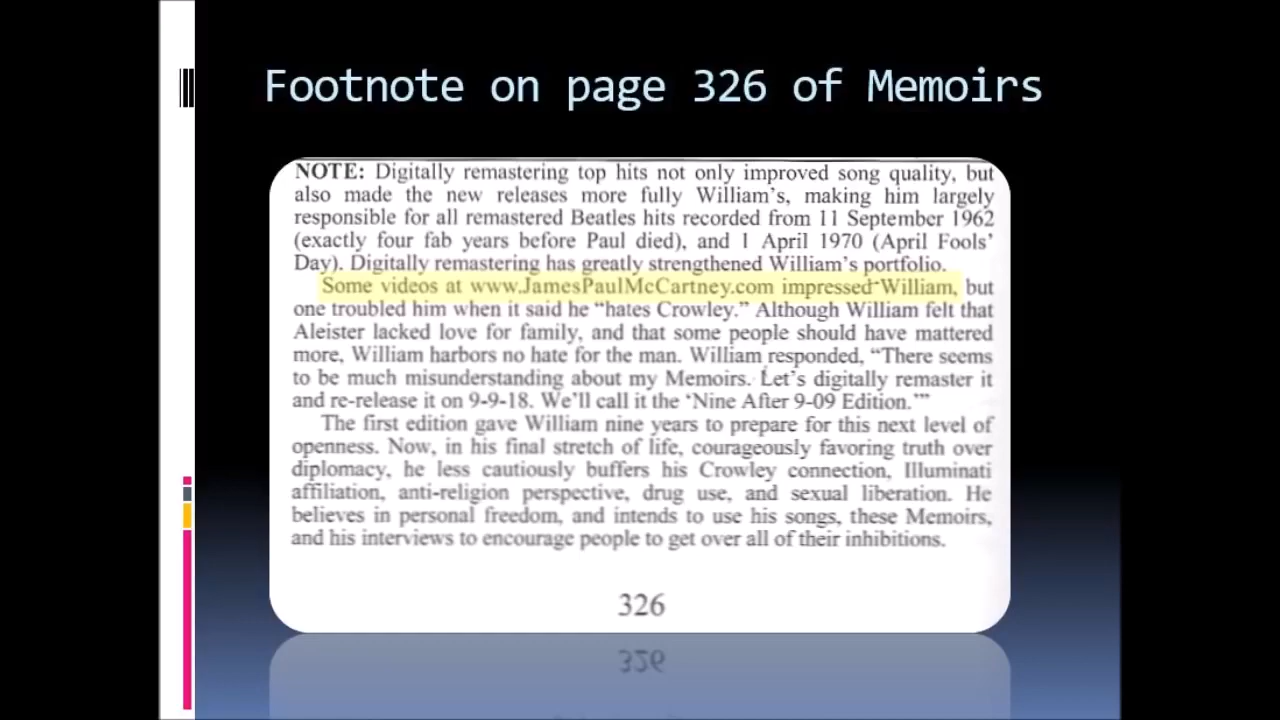 Footnote on page 326 of Memoirs
NOTE: Digitally remastering top hits not only improved song quality, but
also made the new releases more fully William's, making him largely
responsible for all remastered Beatles hits recorded from 11 September 1962
(exactly four fab years before Paul died), and 1 April 1970 (April Fools'
Day). Digitally remastering has greatly strengthened William's portfolio.
Some videos at www.JamesPaulMcCartney.com impressed William, but
one troubled him when it said he “hates Crowley.” Although William felt that
Aleister lacked love for family, and that some people should have mattered
more, William harbors no hate for the man. William responded, “There seems
to be much misunderstanding about my Memoirs. Let's digitally remaster it
and re-release it on 9-9-18. We'll call it the ‘Nine After 9-09 Edition.’”
The first edition gave William nine years to prepare for this next level of
openness. Now, in his final stretch of life, courageously favoring truth over
diplomacy, he less cautiously buffers his Crowley connection, Illuminati
affiliation, anti-religion perspective, drug use, and sexual liberation. He
believes in personal freedom, and intends to use his songs, these Memoirs,
and his interviews to encourage people to get over all of their inhibitions.
326